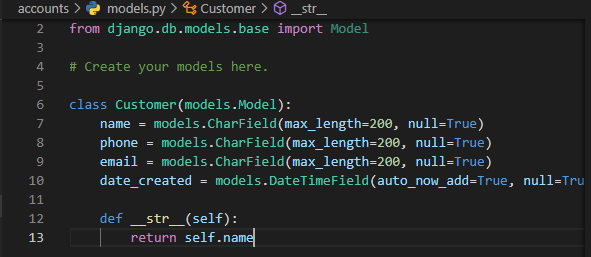 accounts > models.py > Customer > __str__
2 from django.db.models.base import Model
3
4 # Create your models here.
5
6 class Customer(models.Model):
7     name = models.CharField(max_length=200, null=True)
8     phone = models.CharField(max_length=200, null=True)
9     email = models.CharField(max_length=200, null=True)
10     date_created = models.DateTimeField(auto_now_add=True, null=Tru
11
12     def __str__(self):
13         return self.name